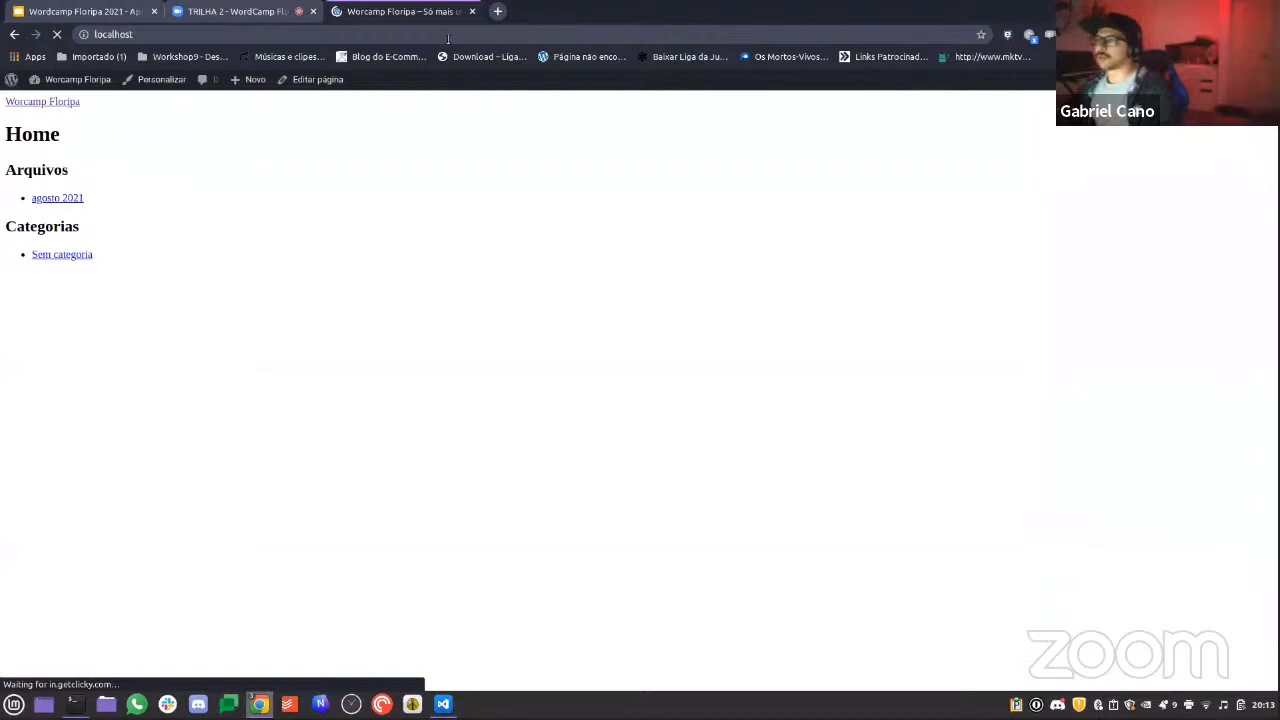 Wordcamp Floripa 2021 - Ap
TRILHA 2 - WordCamp Flo
Worcamp Floripa – Só mais u
localhost
Apps
Importado (1)
Workshop9 - Des...
Músicas e clipes...
Blog do E-Comm...
Download – Liga...
Página não enco...
Baixar Liga da Ju...
Os Mortos-Vivos...
Links Patrocinad...
http://www.mktv...
Worcamp Floripa
Personalizar
0
Novo
Editar página
Gabriel Cano
Worcamp Floripa
Home
Arquivos
agosto 2021
Categorias
Sem categoria
zoom
Waiting for in.getclicky.com...
3
9
20:13